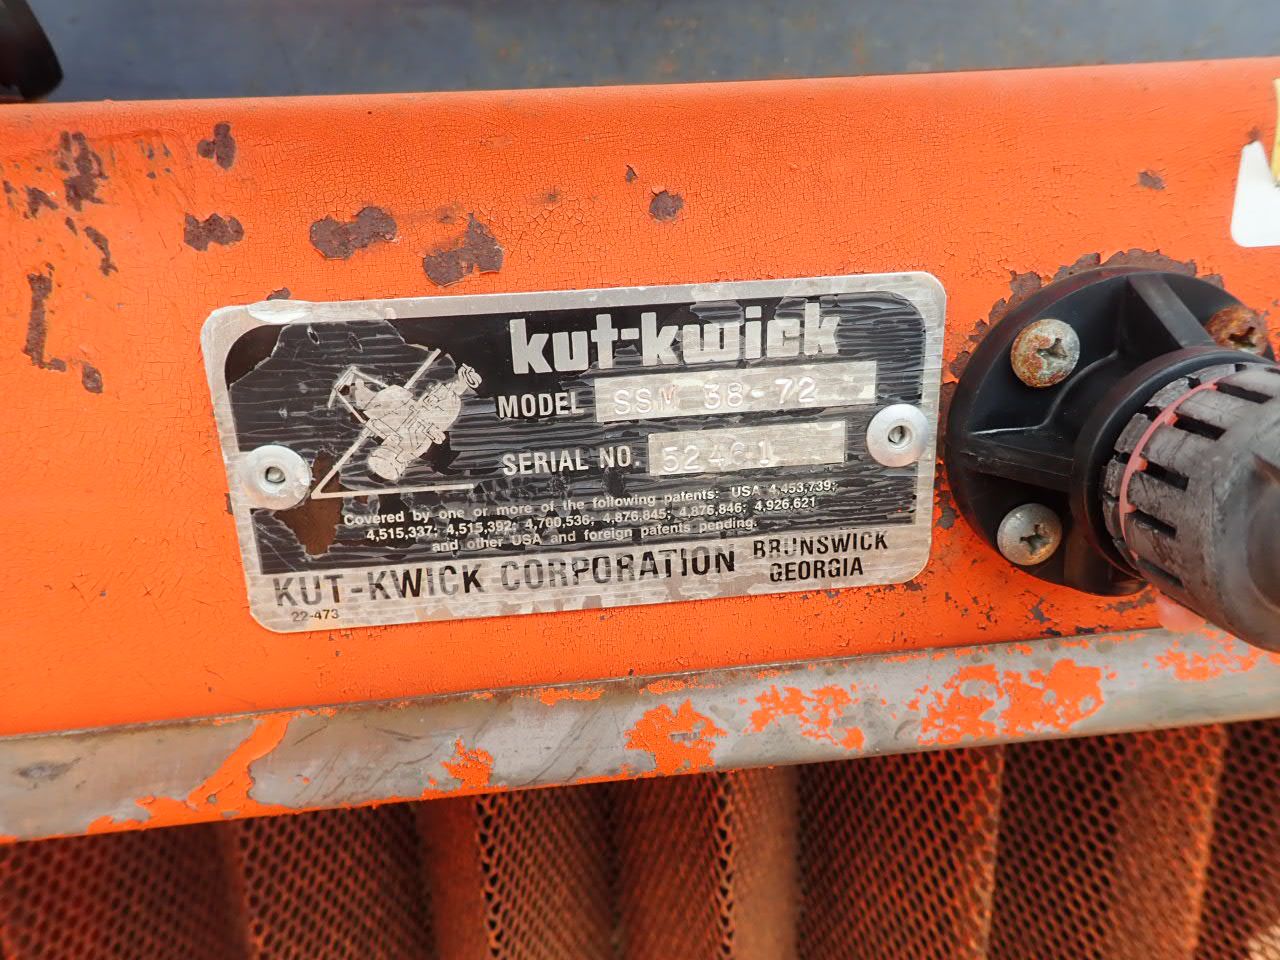 kut-kwick
MODEL SSM 38-72
SERIAL NO. 52461
Covered by one or more of the following patents: USA 4,453,739;
4,515,337; 4,515,392; 4,700,536; 4,876,845; 4,876,846; 4,926,621
and other USA and foreign patents pending.
KUT-KWICK CORPORATION BRUNSWICK
GEORGIA
22-473